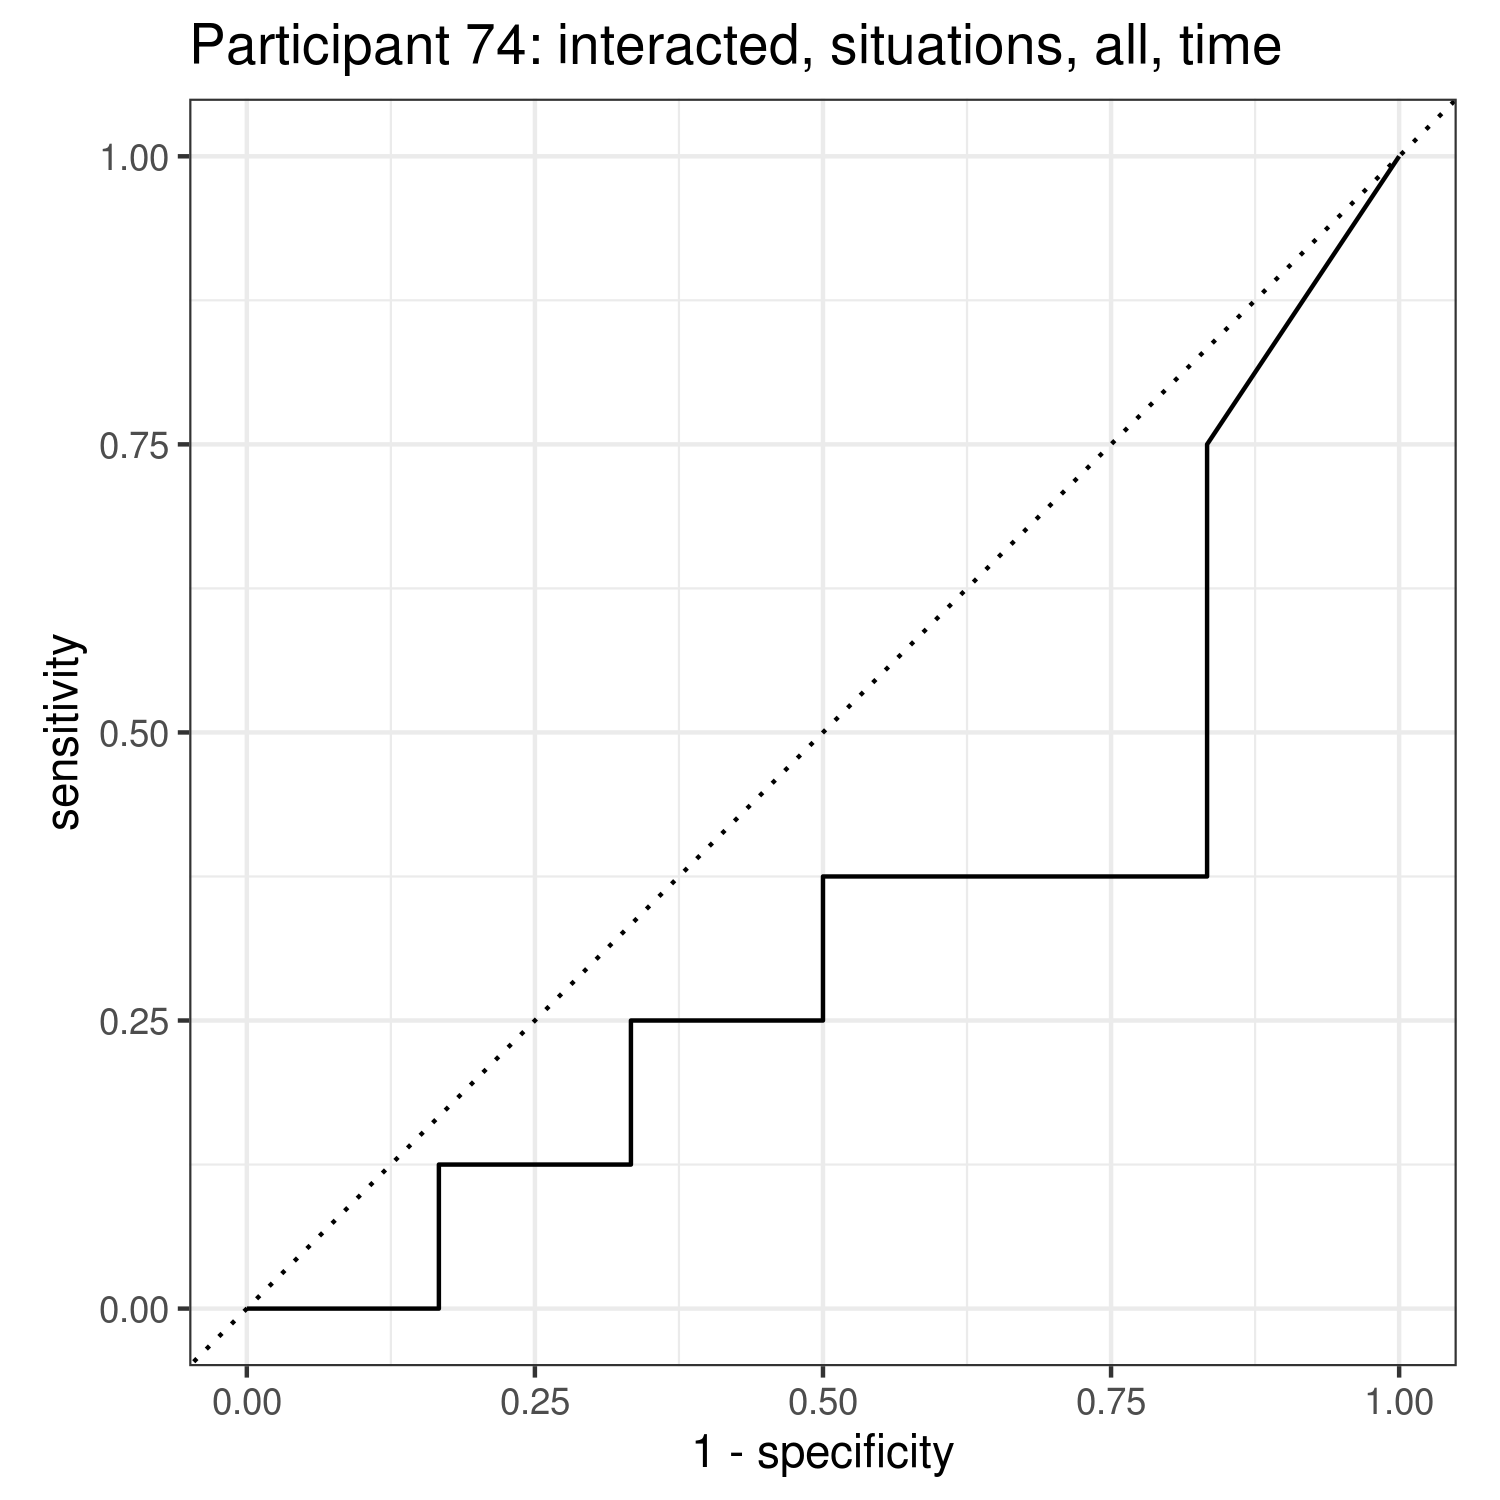 Participant 74: interacted, situations, all, time
1.00
0.75
0.50
0.25
0.00
sensitivity
0.00 0.25 0.50 0.75 1.00
1 - specificity